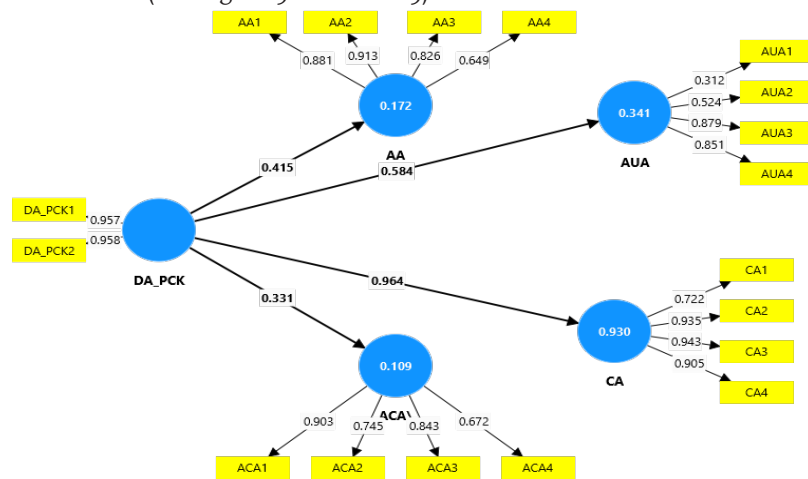 AA1
AA2
AA3
AA4
0.881
0.913
0.826
0.649
0.172
AA
AUA1
AUA2
AUA3
AUA4
0.312
0.524
0.879
0.851
0.341
AUA
0.415
0.584
DA_PCK1
DA_PCK2
0.957
0.958
DA_PCK
0.964
0.331
CA1
CA2
CA3
CA4
0.722
0.935
0.943
0.905
0.930
CA
0.109
0.903
0.745
0.843
0.672
ACA1
ACA2
ACA3
ACA4